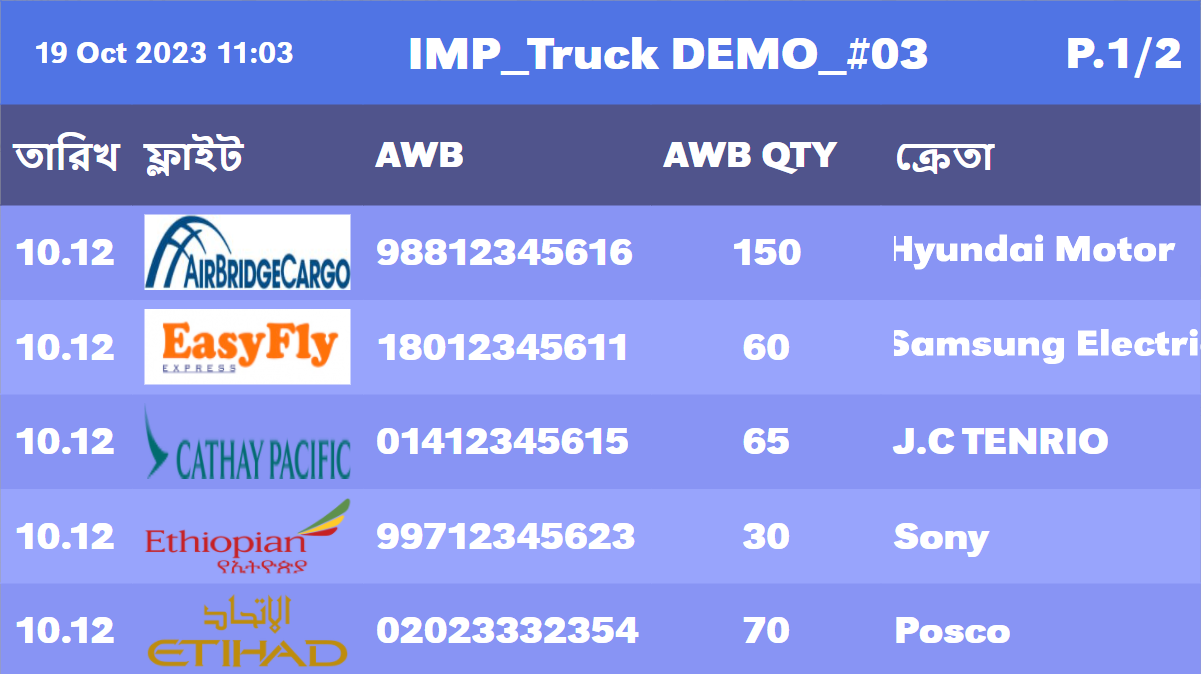 19 Oct 2023 11:03 IMP_Truck DEMO_#03 P.1/2
তারিখ ফ্লাইট AWB AWB QTY ক্রেতা
10.12 AIRBRIDGECARGO 98812345616 150 Hyundai Motor
10.12 EasyFly EXPRESS 18012345611 60 Samsung Electri
10.12 CATHAY PACIFIC 01412345615 65 J.C TENRIO
10.12 Ethiopian የኢትዮጵያ 99712345623 30 Sony
10.12 الإتحاد ETIHAD 02023332354 70 Posco